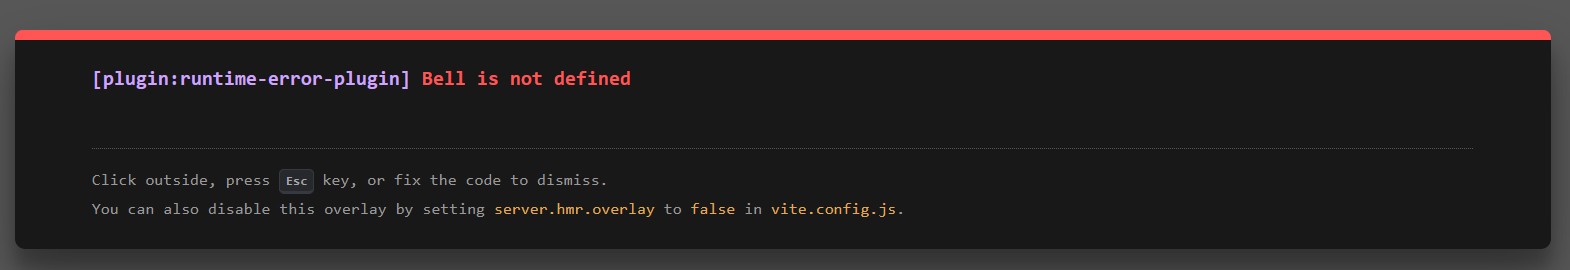 [plugin:runtime-error-plugin] Bell is not defined
Click outside, press Esc key, or fix the code to dismiss.
You can also disable this overlay by setting server.hmr.overlay to false in vite.config.js.